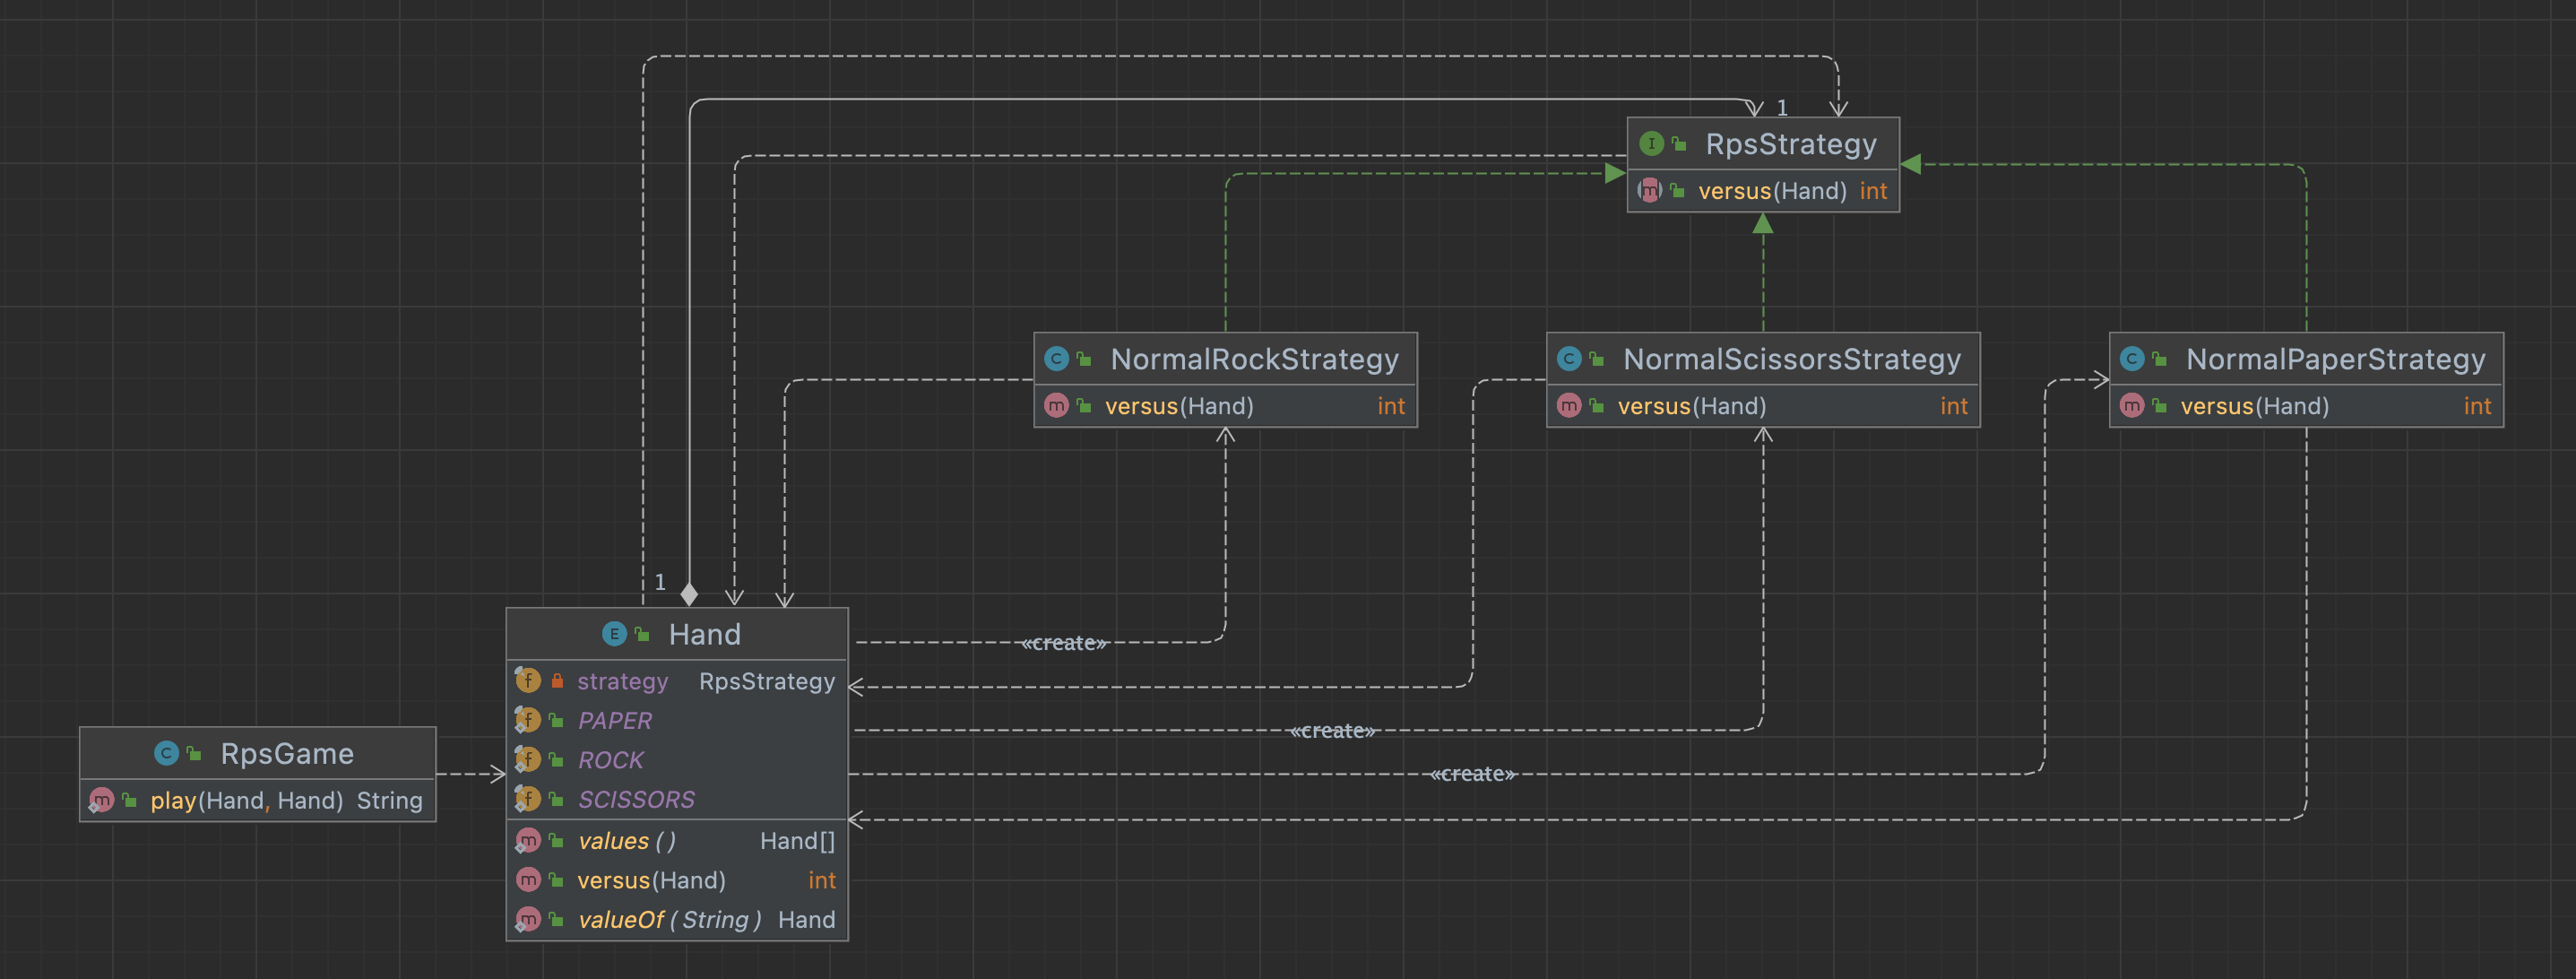 1
I RpsStrategy
m versus(Hand) int
C NormalRockStrategy
m versus(Hand) int
C NormalScissorsStrategy
m versus(Hand) int
C NormalPaperStrategy
m versus(Hand) int
1
E Hand
f strategy RpsStrategy
f PAPER
f ROCK
f SCISSORS
m values() Hand[]
m versus(Hand) int
m valueOf(String) Hand
«create»
«create»
«create»
C RpsGame
m play(Hand, Hand) String